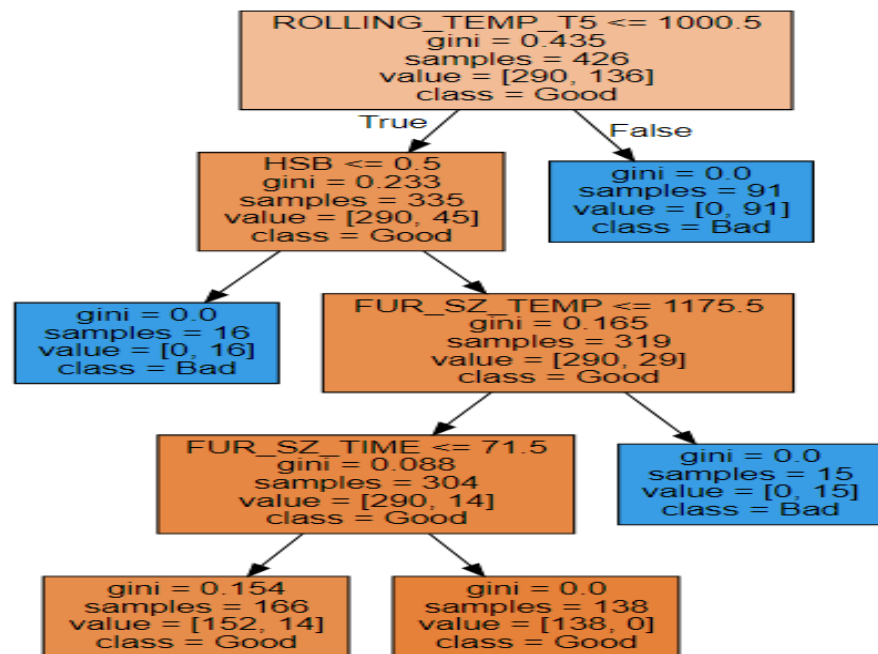 ROLLING_TEMP_T5 <= 1000.5
gini = 0.435
samples = 426
value = [290, 136]
class = Good
True
False
HSB <= 0.5
gini = 0.233
samples = 335
value = [290, 45]
class = Good
gini = 0.0
samples = 91
value = [0, 91]
class = Bad
gini = 0.0
samples = 16
value = [0, 16]
class = Bad
FUR_SZ_TEMP <= 1175.5
gini = 0.165
samples = 319
value = [290, 29]
class = Good
FUR_SZ_TIME <= 71.5
gini = 0.088
samples = 304
value = [290, 14]
class = Good
gini = 0.0
samples = 15
value = [0, 15]
class = Bad
gini = 0.154
samples = 166
value = [152, 14]
class = Good
gini = 0.0
samples = 138
value = [138, 0]
class = Good